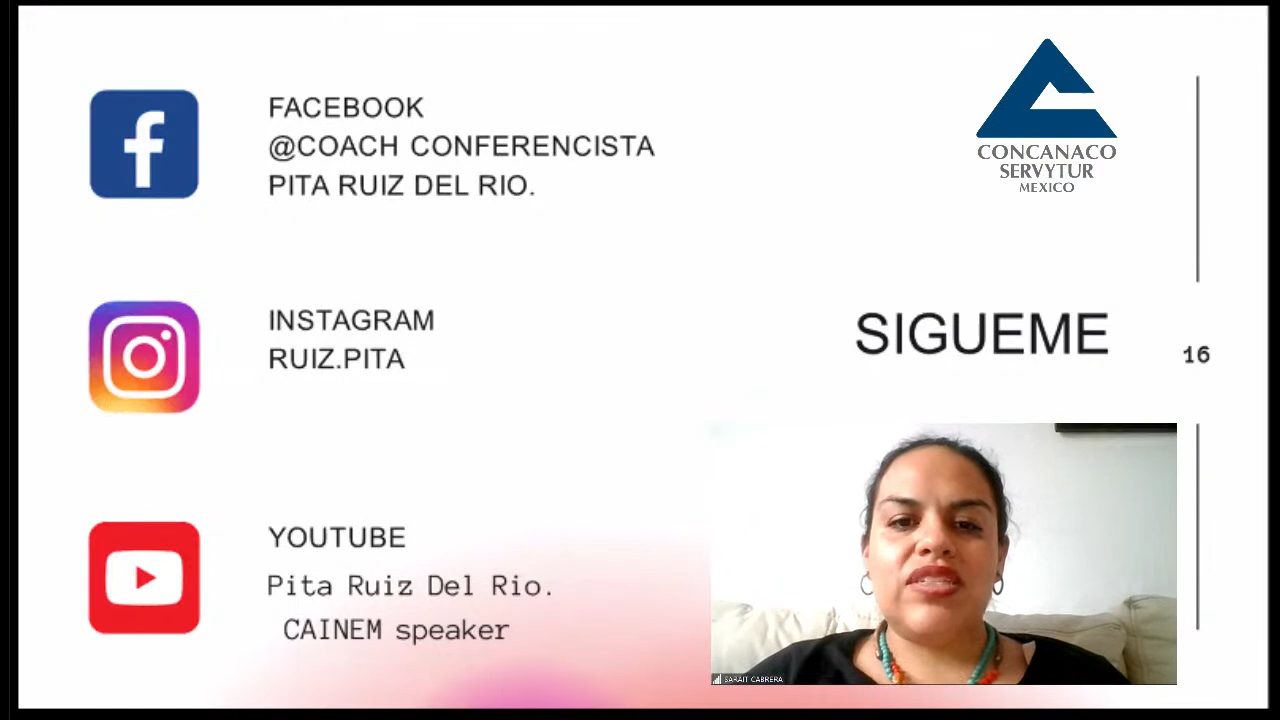 FACEBOOK
@COACH CONFERENCISTA
PITA RUIZ DEL RIO.
CONCANACO
SERVYTUR
MEXICO
INSTAGRAM
RUIZ.PITA
SIGUEME
16
YOUTUBE
Pita Ruiz Del Rio.
CAINEM speaker
SARAIT CABRERA